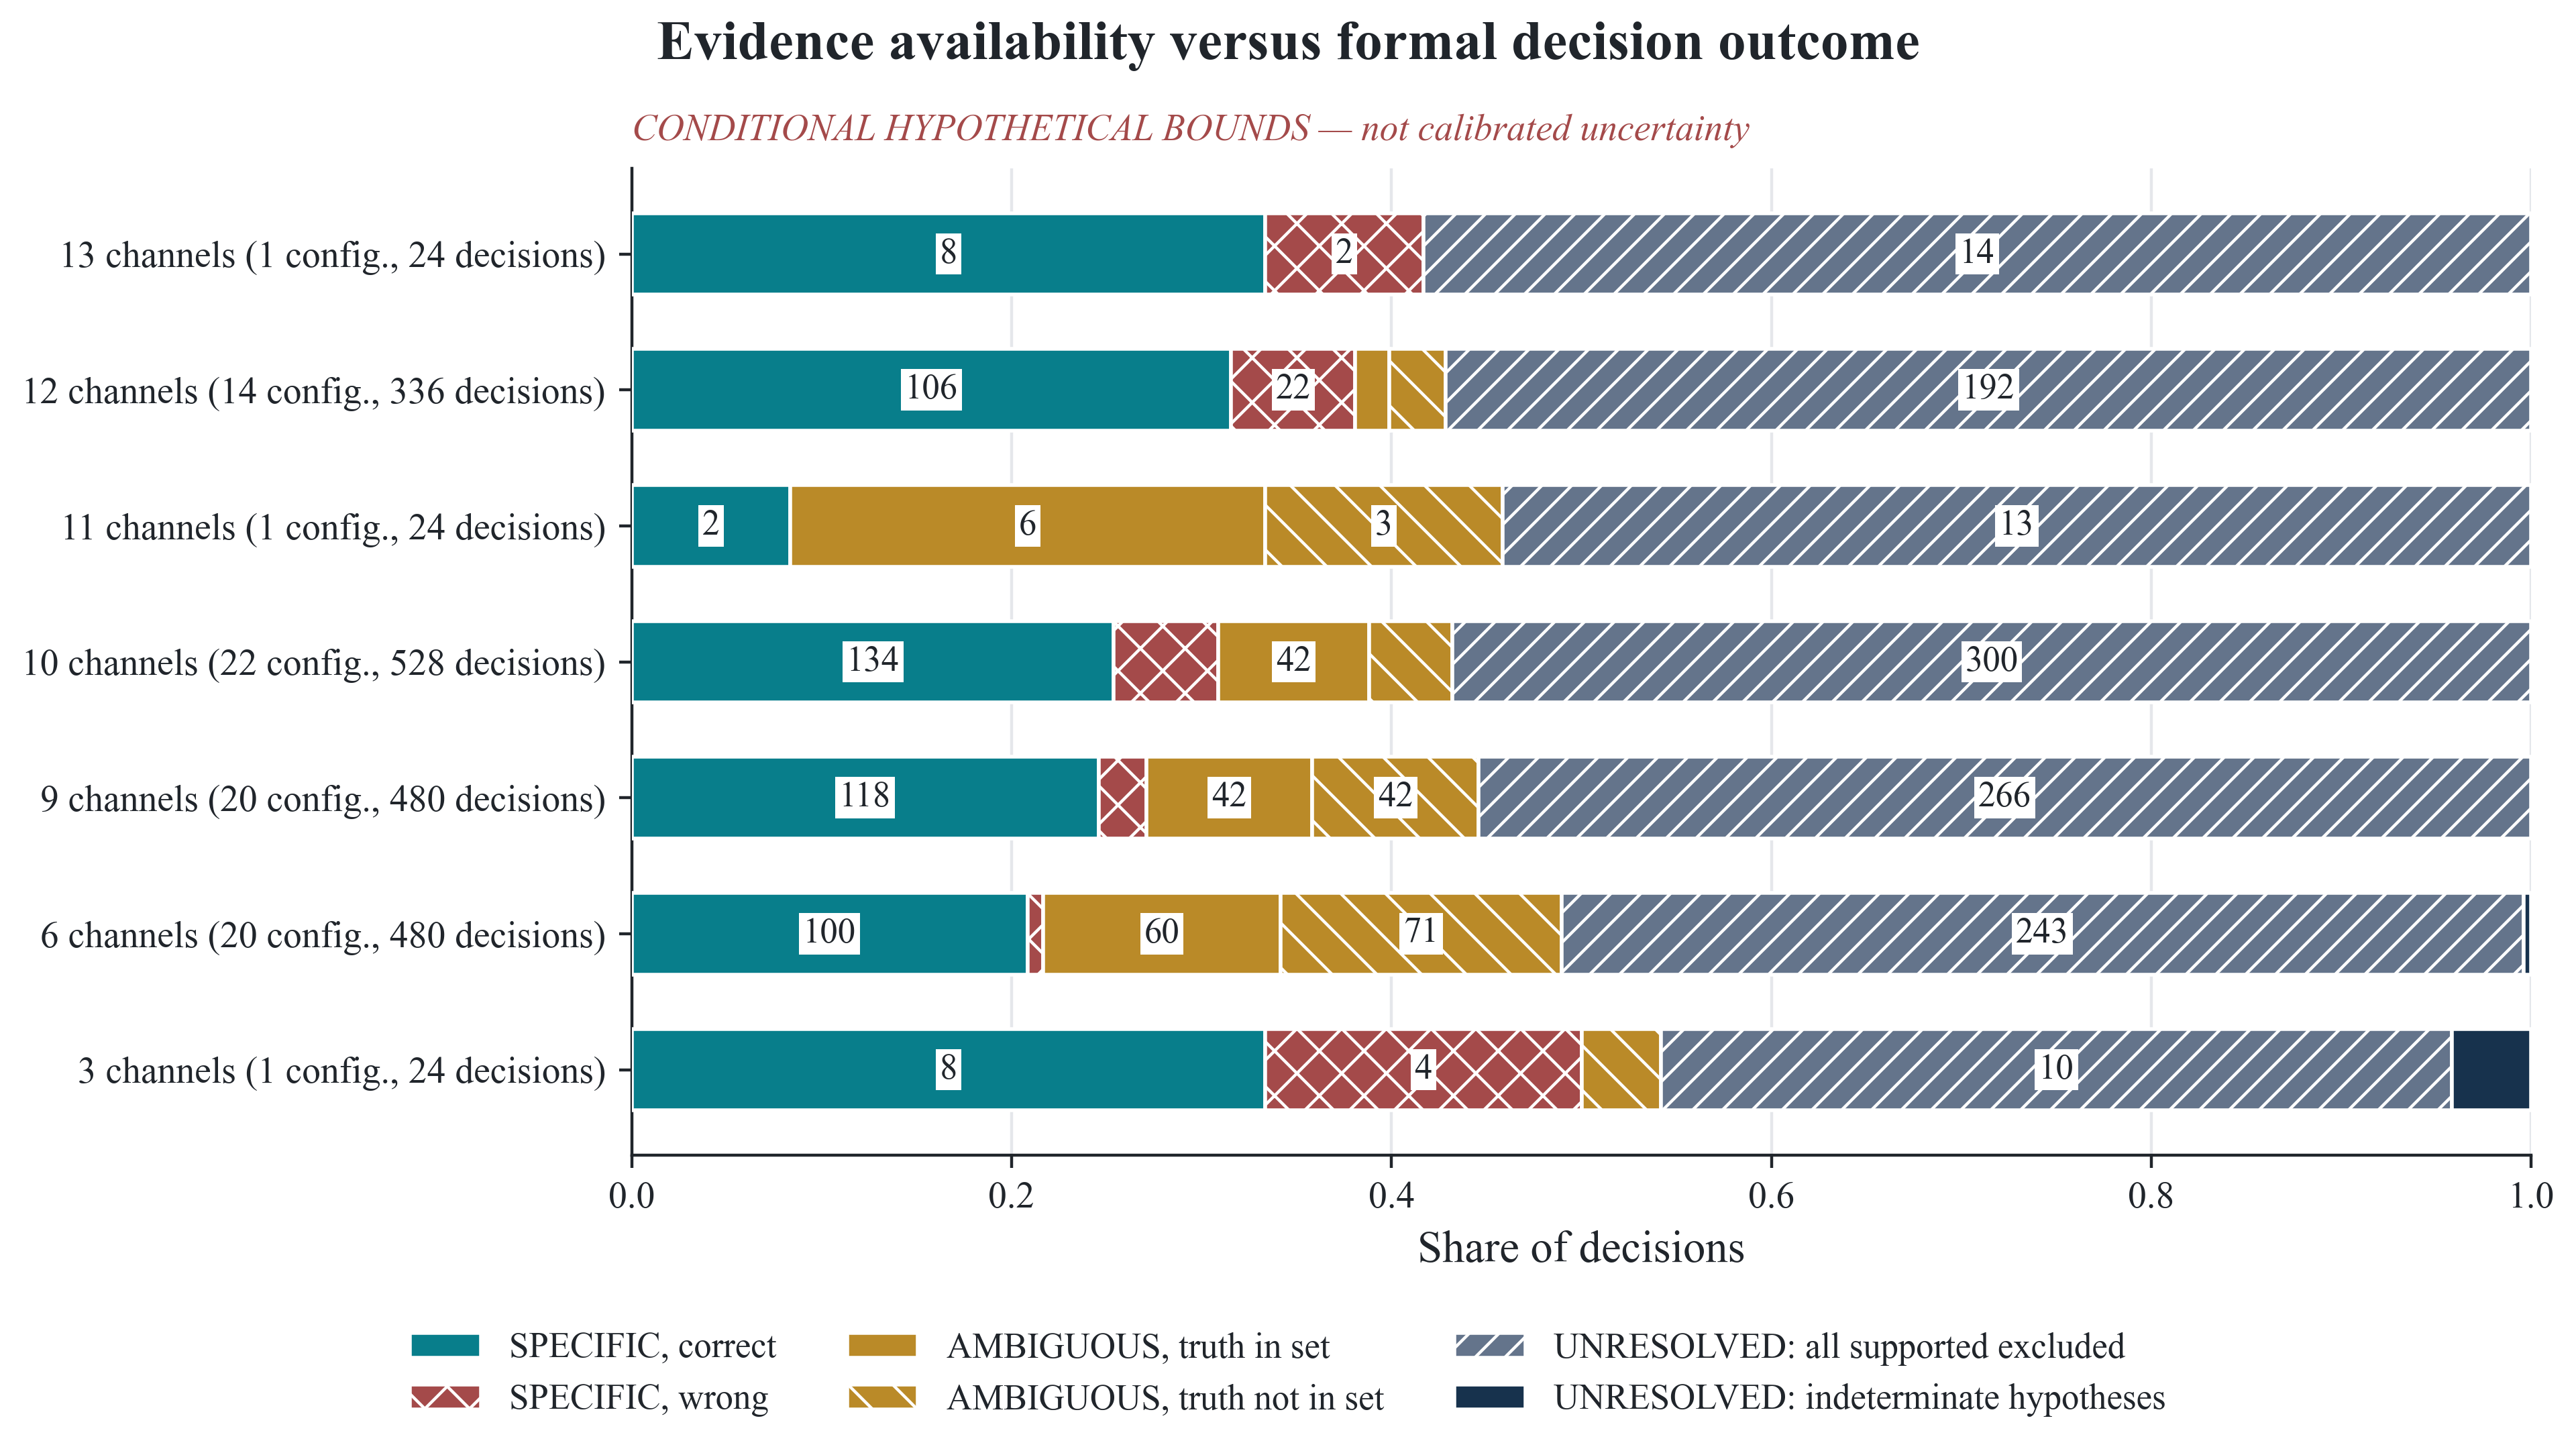 Evidence availability versus formal decision outcome
CONDITIONAL HYPOTHETICAL BOUNDS — not calibrated uncertainty
13 channels (1 config., 24 decisions) 8 2 14
12 channels (14 config., 336 decisions) 106 22 192
11 channels (1 config., 24 decisions) 2 6 3 13
10 channels (22 config., 528 decisions) 134 42 300
9 channels (20 config., 480 decisions) 118 42 42 266
6 channels (20 config., 480 decisions) 100 60 71 243
3 channels (1 config., 24 decisions) 8 4 10
0.0 0.2 0.4 0.6 0.8 1.0
Share of decisions
SPECIFIC, correct AMBIGUOUS, truth in set UNRESOLVED: all supported excluded
SPECIFIC, wrong AMBIGUOUS, truth not in set UNRESOLVED: indeterminate hypotheses